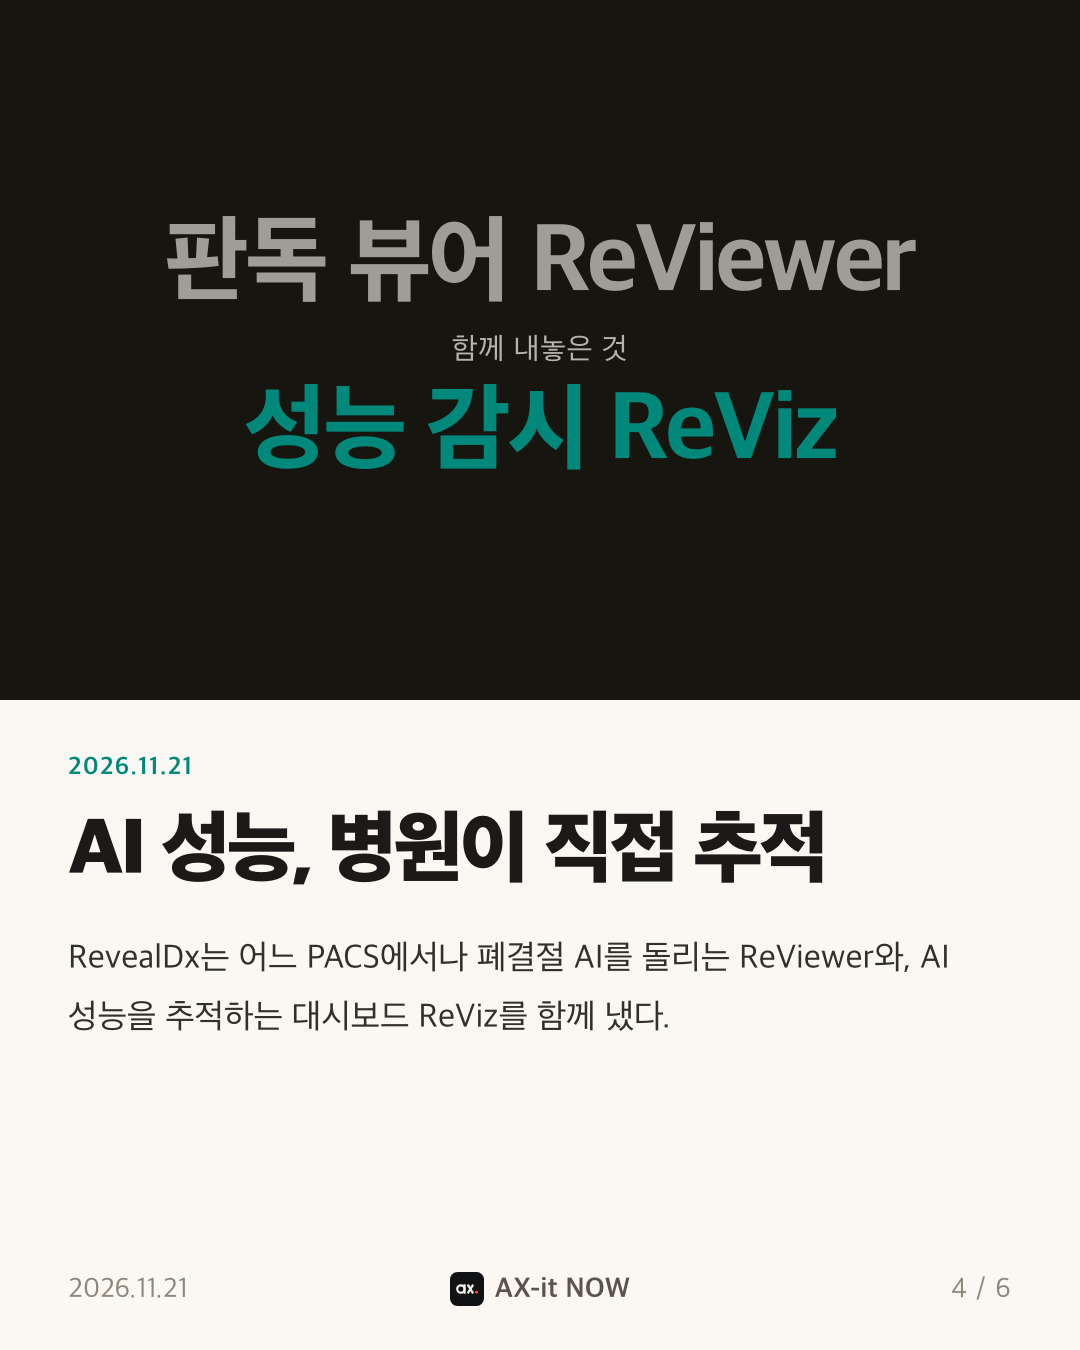 판독 뷰어 ReViewer
함께 내놓은 것
성능 감시 ReViz
2026.11.21
AI 성능, 병원이 직접 추적
RevealDx는 어느 PACS에서나 폐결절 AI를 돌리는 ReViewer와, AI
성능을 추적하는 대시보드 ReViz를 함께 냈다.
2026.11.21
ax. AX-it NOW
4 / 6